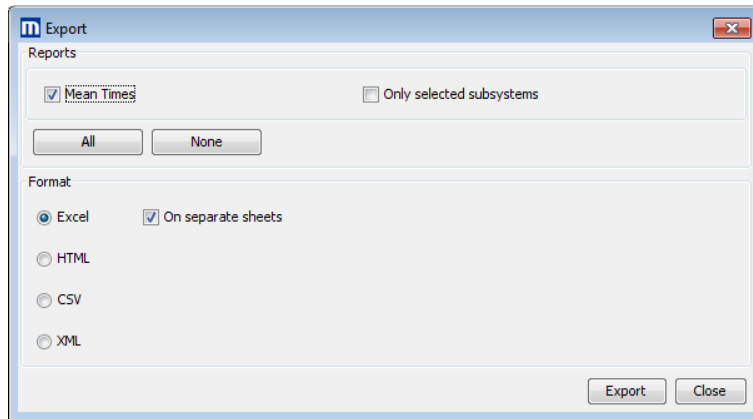 m Export
Reports
Mean Times Only selected subsystems
All None
Format
Excel On separate sheets
HTML
CSV
XML
Export Close